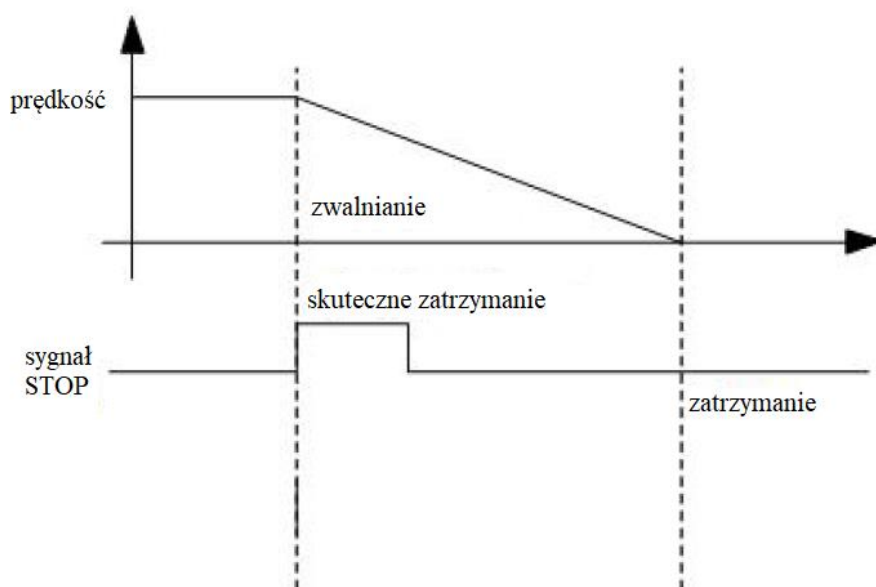 prędkość
zwalnianie
skuteczne zatrzymanie
sygnał
STOP
zatrzymanie